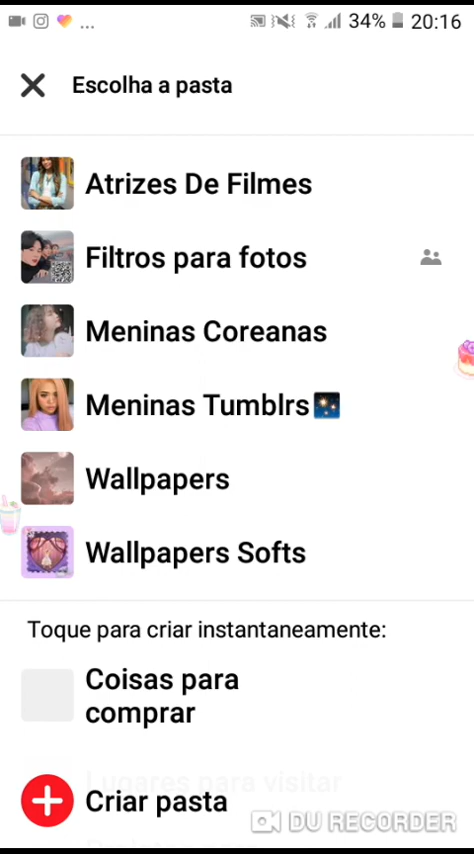 ... 34% 20:16
Escolha a pasta
Atrizes De Filmes
Filtros para fotos
Meninas Coreanas
Meninas Tumblrs
Wallpapers
Wallpapers Softs
Toque para criar instantaneamente:
Coisas para
comprar
Lugares para visitar
Criar pasta
DU RECORDER